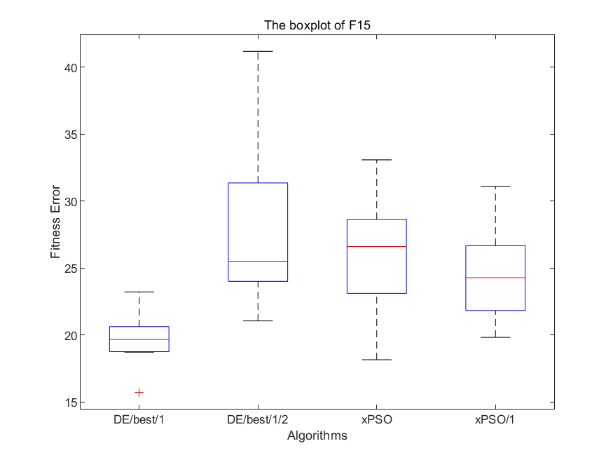 The boxplot of F15
Fitness Error
40
35
30
25
20
15
DE/best/1
DE/best/1/2
xPSO
xPSO/1
Algorithms